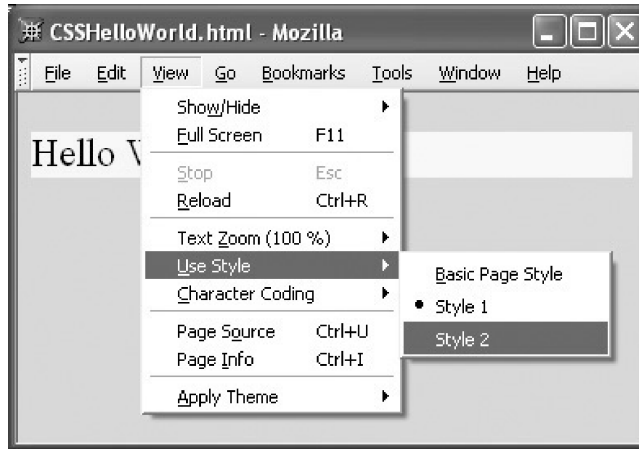 CSSHelloWorld.html - Mozilla
File Edit View Go Bookmarks Tools Window Help
Hello
Show/Hide
Full Screen F11
Stop Esc
Reload Ctrl+R
Text Zoom (100 %)
Use Style
Character Coding
Page Source Ctrl+U
Page Info Ctrl+I
Apply Theme
Basic Page Style
Style 1
Style 2